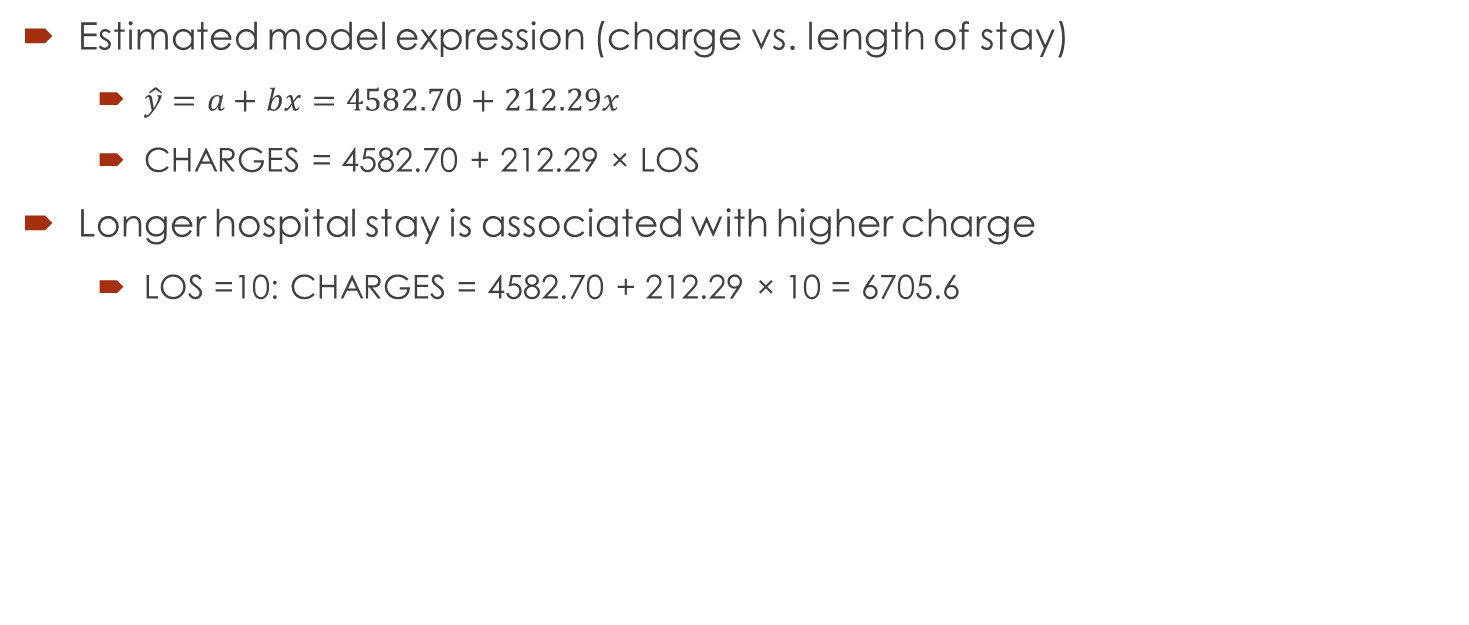 Estimated model expression (charge vs. length of stay)
ŷ = a + bx = 4582.70 + 212.29x
CHARGES = 4582.70 + 212.29 × LOS
Longer hospital stay is associated with higher charge
LOS =10: CHARGES = 4582.70 + 212.29 × 10 = 6705.6